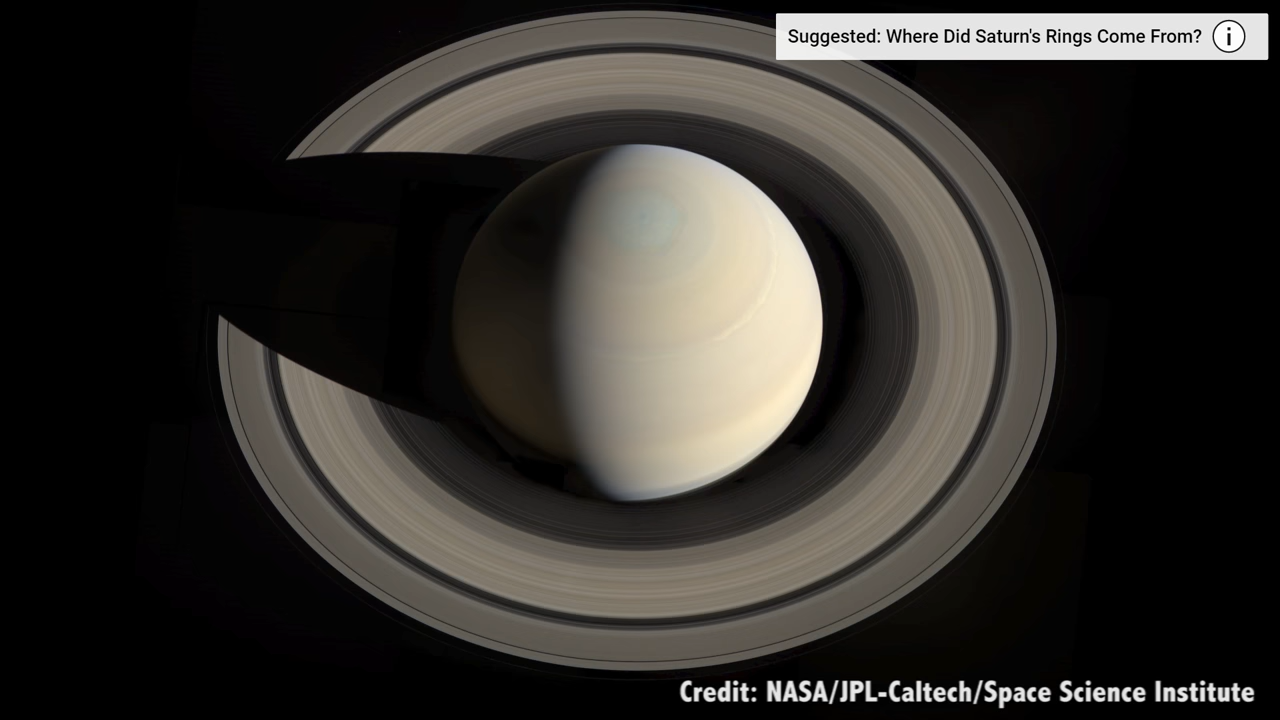 Suggested: Where Did Saturn's Rings Come From?
Credit: NASA/JPL-Caltech/Space Science Institute